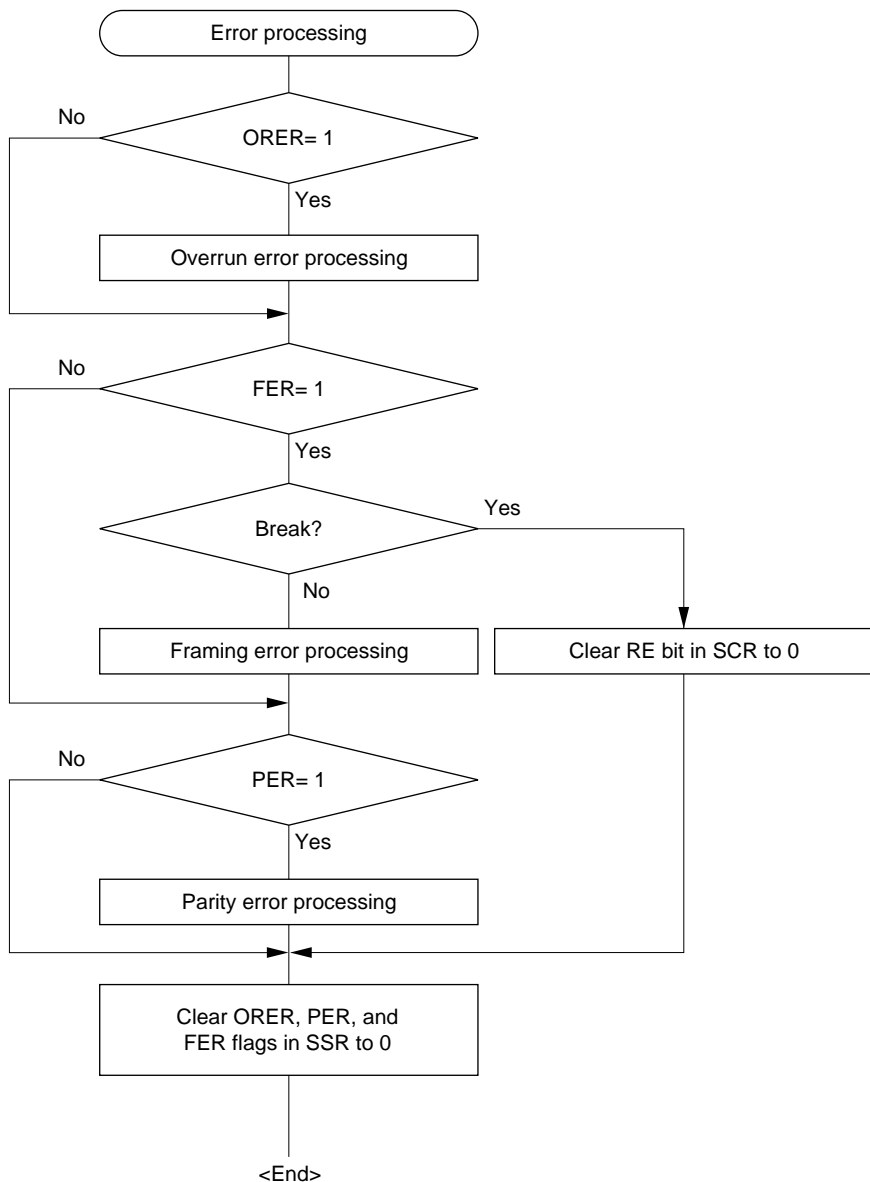 Error processing
No
ORER= 1
Yes
Overrun error processing
No
FER= 1
Yes
Break?
Yes
No
Framing error processing
Clear RE bit in SCR to 0
No
PER= 1
Yes
Parity error processing
Clear ORER, PER, and
FER flags in SSR to 0
<End>